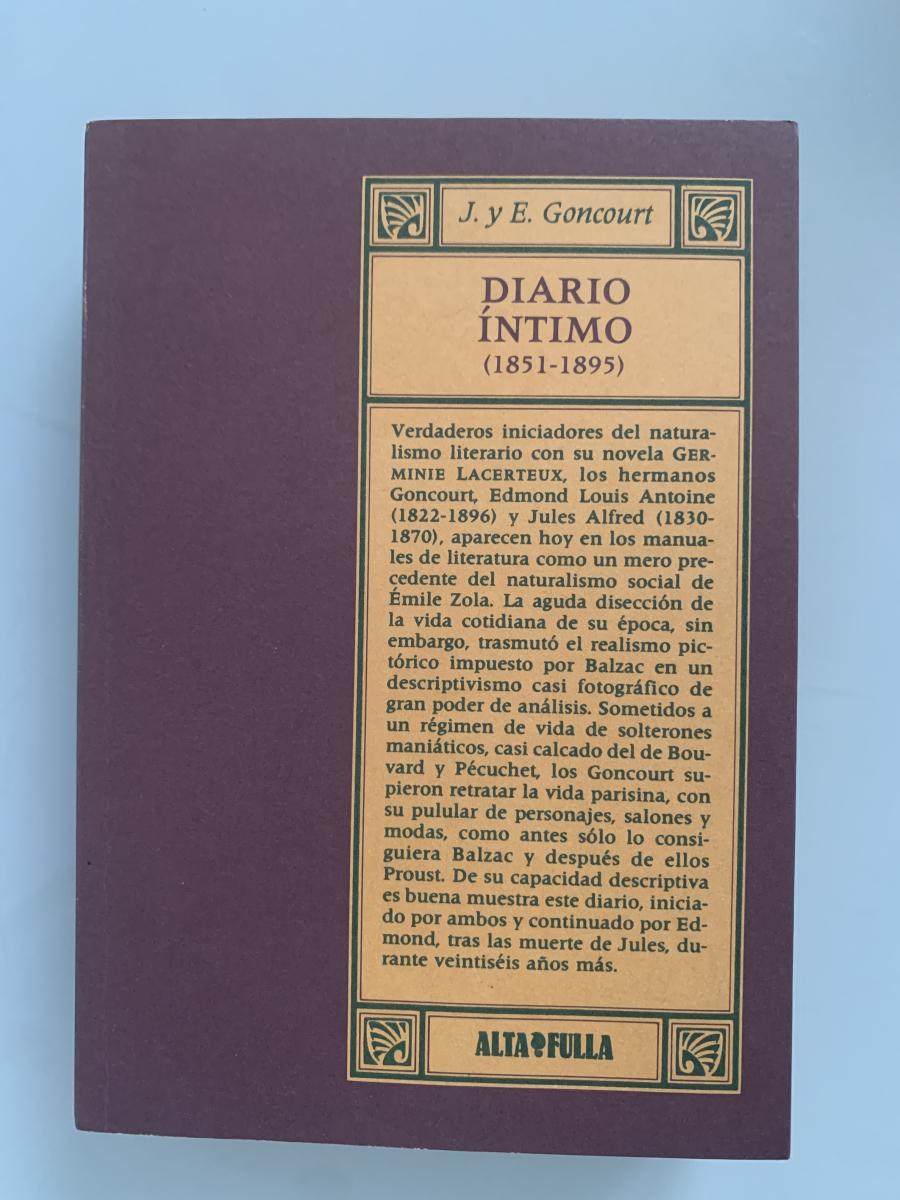 J. y E. Goncourt
DIARIO
ÍNTIMO
(1851-1895)
Verdaderos iniciadores del natura-
lismo literario con su novela GER-
MINIE LACERTEUX, los hermanos
Goncourt, Edmond Louis Antoine
(1822-1896) y Jules Alfred (1830-
1870), aparecen hoy en los manua-
les de literatura como un mero pre-
cedente del naturalismo social de
Émile Zola. La aguda disección de
la vida cotidiana de su época, sin
embargo, trasmutó el realismo pic-
tórico impuesto por Balzac en un
descriptivismo casi fotográfico de
gran poder de análisis. Sometidos a
un régimen de vida de solterones
maniáticos, casi calcado del de Bou-
vard y Pécuchet, los Goncourt su-
pieron retratar la vida parisina, con
su pulular de personajes, salones y
modas, como antes sólo lo consi-
guiera Balzac y después de ellos
Proust. De su capacidad descriptiva
es buena muestra este diario, inicia-
do por ambos y continuado por Ed-
mond, tras las muerte de Jules, du-
rante veintiséis años más.
ALTA FULLA